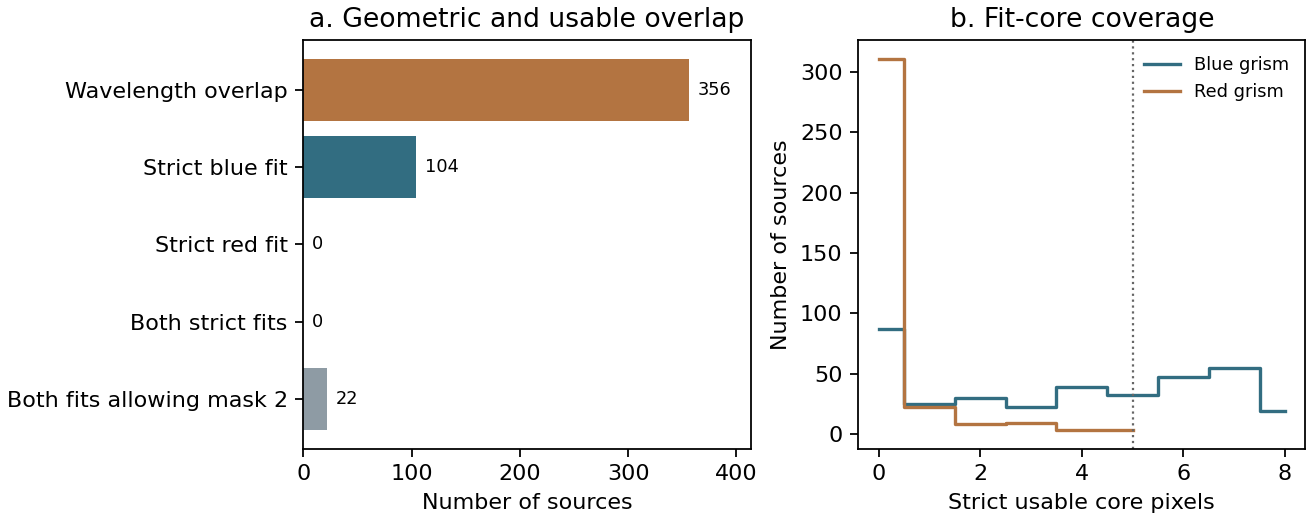 a. Geometric and usable overlap
Wavelength overlap
356
Strict blue fit
104
Strict red fit
0
Both strict fits
0
Both fits allowing mask 2
22
0
100
200
300
400
Number of sources
b. Fit-core coverage
Blue grism
Red grism
300
250
200
150
100
50
0
Number of sources
0
2
4
6
8
Strict usable core pixels